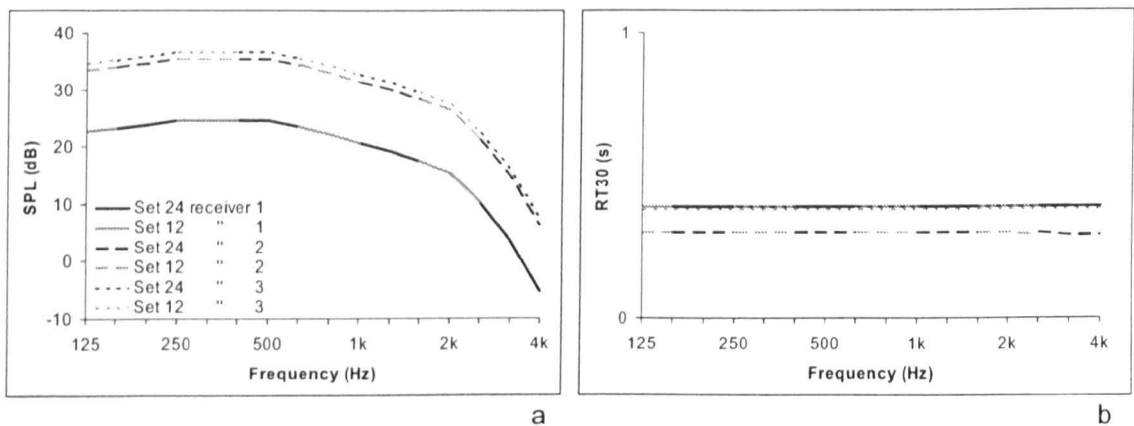 40
30
20
10
0
-10
SPL (dB)
Set 24 receiver 1
Set 12 " 1
Set 24 " 2
Set 12 " 2
Set 24 " 3
Set 12 " 3
125 250 500 1k 2k 4k
Frequency (Hz)
a
1
0
RT30 (s)
125 250 500 1k 2k 4k
Frequency (Hz)
b